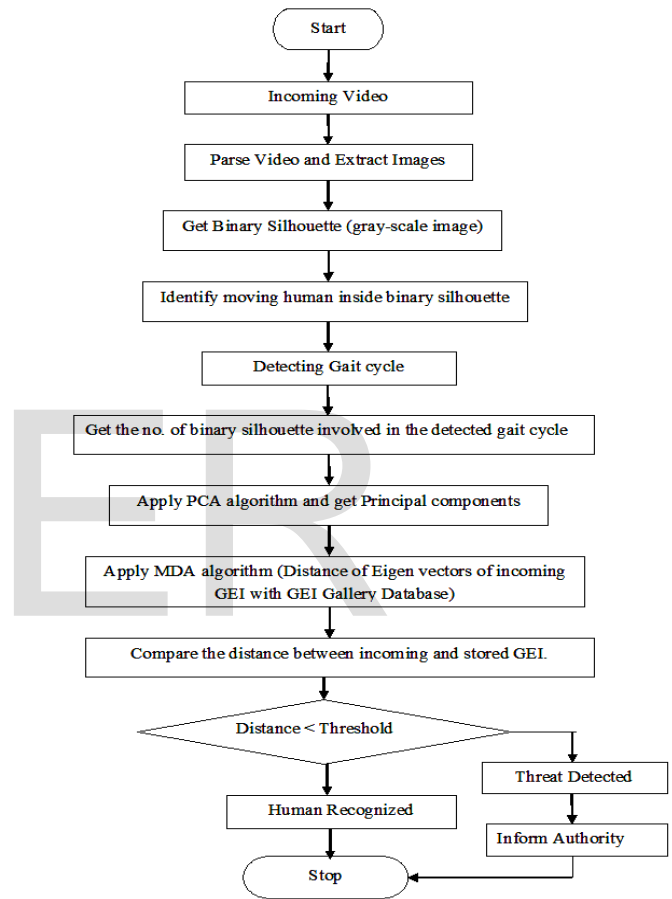 Start
Incoming Video
Parse Video and Extract Images
Get Binary Silhouette (gray-scale image)
Identify moving human inside binary silhouette
Detecting Gait cycle
Get the no. of binary silhouette involved in the detected gait cycle
Apply PCA algorithm and get Principal components
Apply MDA algorithm (Distance of Eigen vectors of incoming
GEI with GEI Gallery Database)
Compare the distance between incoming and stored GEI.
Distance < Threshold
Threat Detected
Human Recognized
Inform Authority
Stop
ER